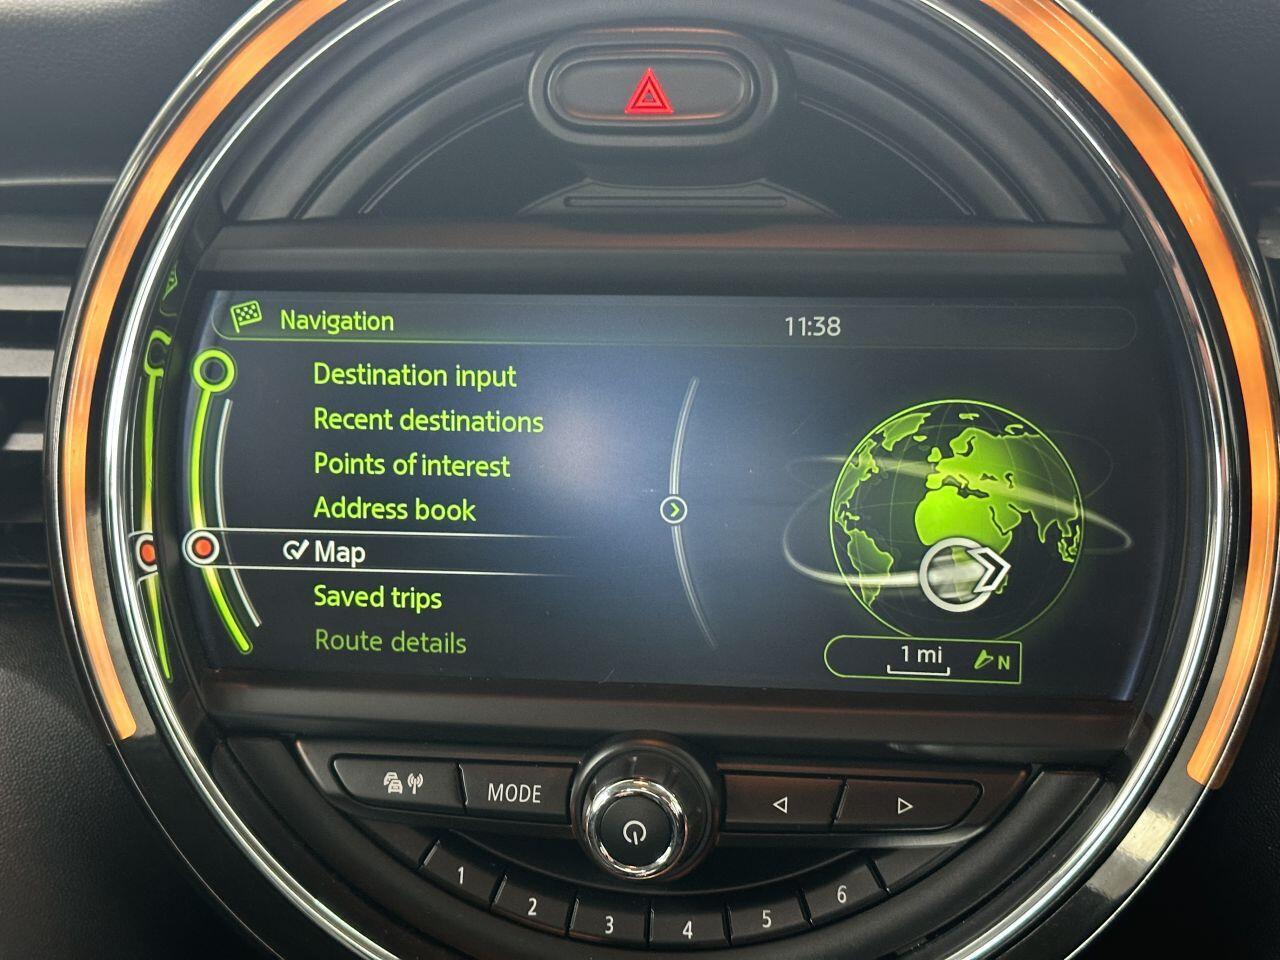 Navigation
11:38
Destination input
Recent destinations
Points of interest
Address book
Map
Saved trips
Route details
1 mi
N
MODE
1
2
3
4
5
6